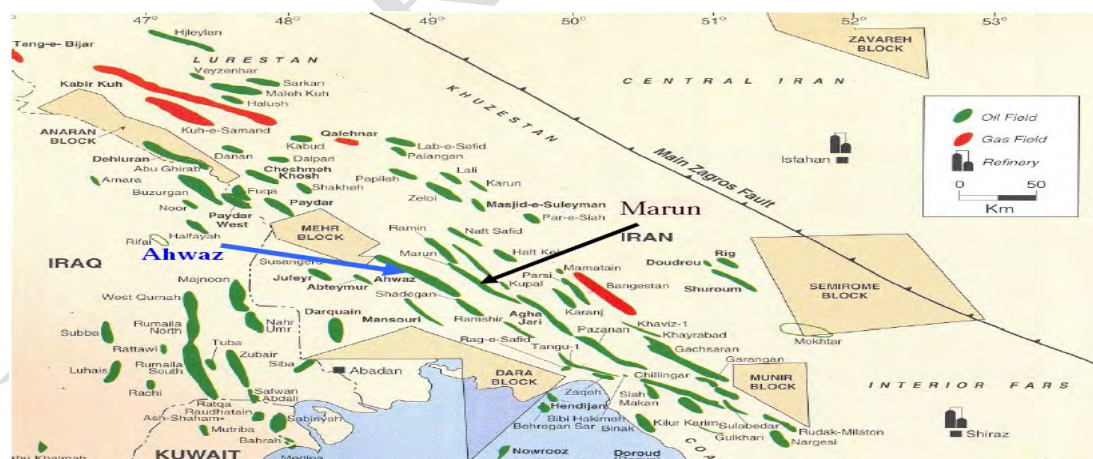 47° 48° 49° 50° 51° 52° 53°
Hjleylan
Tang-e- Bijar
LURESTAN
ZAVAREH
BLOCK
Veyzenhar
Sarkan
Maleh Kuh
Halush
Kabir Kuh
CENTRAL IRAN
KHUZESTAN
Kuh-e-Samand
ANARAN
BLOCK
Oil Field
Gas Field
Refinery
0 50
Km
Qalehnar
Kabud
Lab-e-Sefid
Palangan
Isfahan
Main Zagros Fault
Dehluran
Abu Ghirab
Danan
Dalpari
Cheshmeh
Khosh
Papileh
Lali
Karun
Amara
Buzurgan
Fuqa
Shakheh
Zeloi
Masjid-e-Suleyman
Noor
Paydar
West
Paydar
Par-e-Siah
Marun
Halfayah
Rifai
MEHR
BLOCK
Ramin
Naft Safid
IRAN
Ahwaz
Marun
Haft Kel
Rig
Doudrou
IRAQ
Susangerd
Jufeyr
Abteymur
Ahwaz
Parsi
Kupal
Mamatain
Bangestan
Shuroum
SEMIROME
BLOCK
Majnoon
West Qurnah
Shadegan
Karanj
Darquain
Mansouri
Ramshir
Agha
Jari
Khaviz-1
Khayrabad
Mokhtar
Subba
Rumaila
North
Nahr
Umr
Pazanan
Rag-e-Safid
Gachsaran
Garangan
Rattawi
Tuba
Zubair
Siba
Tangu-1
Luhais
Rumaila
South
Abadan
DARA
BLOCK
Chillingar
MUNIR
BLOCK
INTERIOR FARS
Rachi
Safwan
Abdali
Zaqeh
Siah
Makan
Ratqa
Raudhatain
Ash-Shaham
Sabiriyah
Hendijan
Bibi Hakimeh
Behregan Sar
Binak
Kilur Karim
Sulabedar
Gulkhari
Rudak-Milaton
Nargesi
Mutriba
Bahrah
Shiraz
KUWAIT
Nowrooz
Doroud